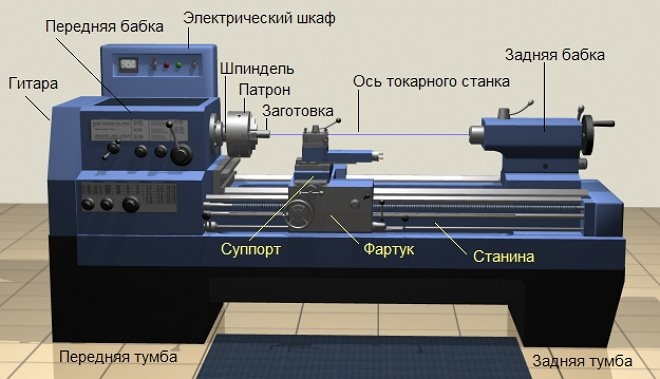 Электрический шкаф
Передняя бабка
Задняя бабка
Гитара
Шпиндель
Патрон
Заготовка
Ось токарного станка
Суппорт
Фартук
Станина
Передняя тумба
Задняя тумба